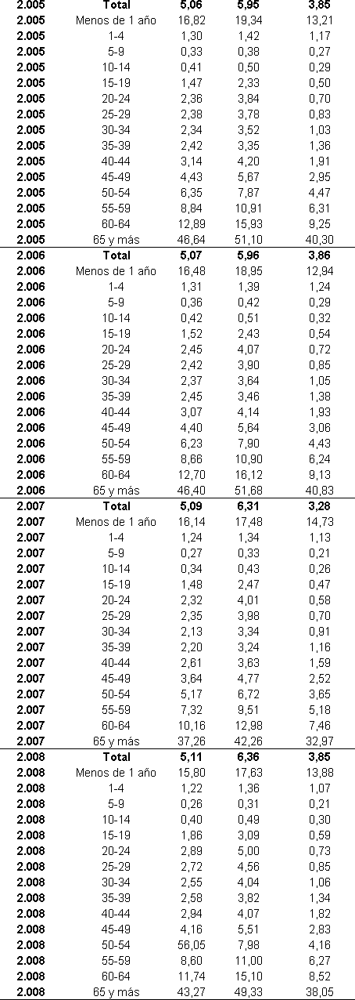 2.005 Total 5,06 5,95 3,85
2.005 Menos de 1 año 16,82 19,34 13,21
2.005 1-4 1,30 1,42 1,17
2.005 5-9 0,33 0,38 0,27
2.005 10-14 0,41 0,50 0,29
2.005 15-19 1,47 2,33 0,50
2.005 20-24 2,36 3,84 0,70
2.005 25-29 2,38 3,78 0,83
2.005 30-34 2,34 3,52 1,03
2.005 35-39 2,42 3,35 1,36
2.005 40-44 3,14 4,20 1,91
2.005 45-49 4,43 5,67 2,95
2.005 50-54 6,35 7,87 4,47
2.005 55-59 8,84 10,91 6,31
2.005 60-64 12,89 15,93 9,25
2.005 65 y más 46,64 51,10 40,30
2.006 Total 5,07 5,96 3,86
2.006 Menos de 1 año 16,48 18,95 12,94
2.006 1-4 1,31 1,39 1,24
2.006 5-9 0,36 0,42 0,29
2.006 10-14 0,42 0,51 0,32
2.006 15-19 1,52 2,43 0,54
2.006 20-24 2,45 4,07 0,72
2.006 25-29 2,42 3,90 0,85
2.006 30-34 2,37 3,64 1,05
2.006 35-39 2,45 3,46 1,38
2.006 40-44 3,07 4,14 1,93
2.006 45-49 4,40 5,64 3,06
2.006 50-54 6,23 7,90 4,43
2.006 55-59 8,66 10,90 6,24
2.006 60-64 12,70 16,12 9,13
2.006 65 y más 46,40 51,68 40,83
2.007 Total 5,09 6,31 3,28
2.007 Menos de 1 año 16,14 17,48 14,73
2.007 1-4 1,24 1,34 1,13
2.007 5-9 0,27 0,33 0,21
2.007 10-14 0,34 0,43 0,26
2.007 15-19 1,48 2,47 0,47
2.007 20-24 2,32 4,01 0,58
2.007 25-29 2,35 3,98 0,70
2.007 30-34 2,13 3,34 0,91
2.007 35-39 2,20 3,24 1,16
2.007 40-44 2,61 3,63 1,59
2.007 45-49 3,64 4,77 2,52
2.007 50-54 5,17 6,72 3,65
2.007 55-59 7,32 9,51 5,18
2.007 60-64 10,16 12,98 7,46
2.007 65 y más 37,26 42,26 32,97
2.008 Total 5,11 6,36 3,85
2.008 Menos de 1 año 15,80 17,63 13,88
2.008 1-4 1,22 1,36 1,07
2.008 5-9 0,26 0,31 0,21
2.008 10-14 0,40 0,49 0,30
2.008 15-19 1,86 3,09 0,59
2.008 20-24 2,89 5,00 0,73
2.008 25-29 2,72 4,56 0,85
2.008 30-34 2,55 4,04 1,06
2.008 35-39 2,58 3,82 1,34
2.008 40-44 2,94 4,07 1,82
2.008 45-49 4,16 5,51 2,83
2.008 50-54 56,05 7,98 4,16
2.008 55-59 8,60 11,00 6,27
2.008 60-64 11,74 15,10 8,52
2.008 65 y más 43,27 49,33 38,05